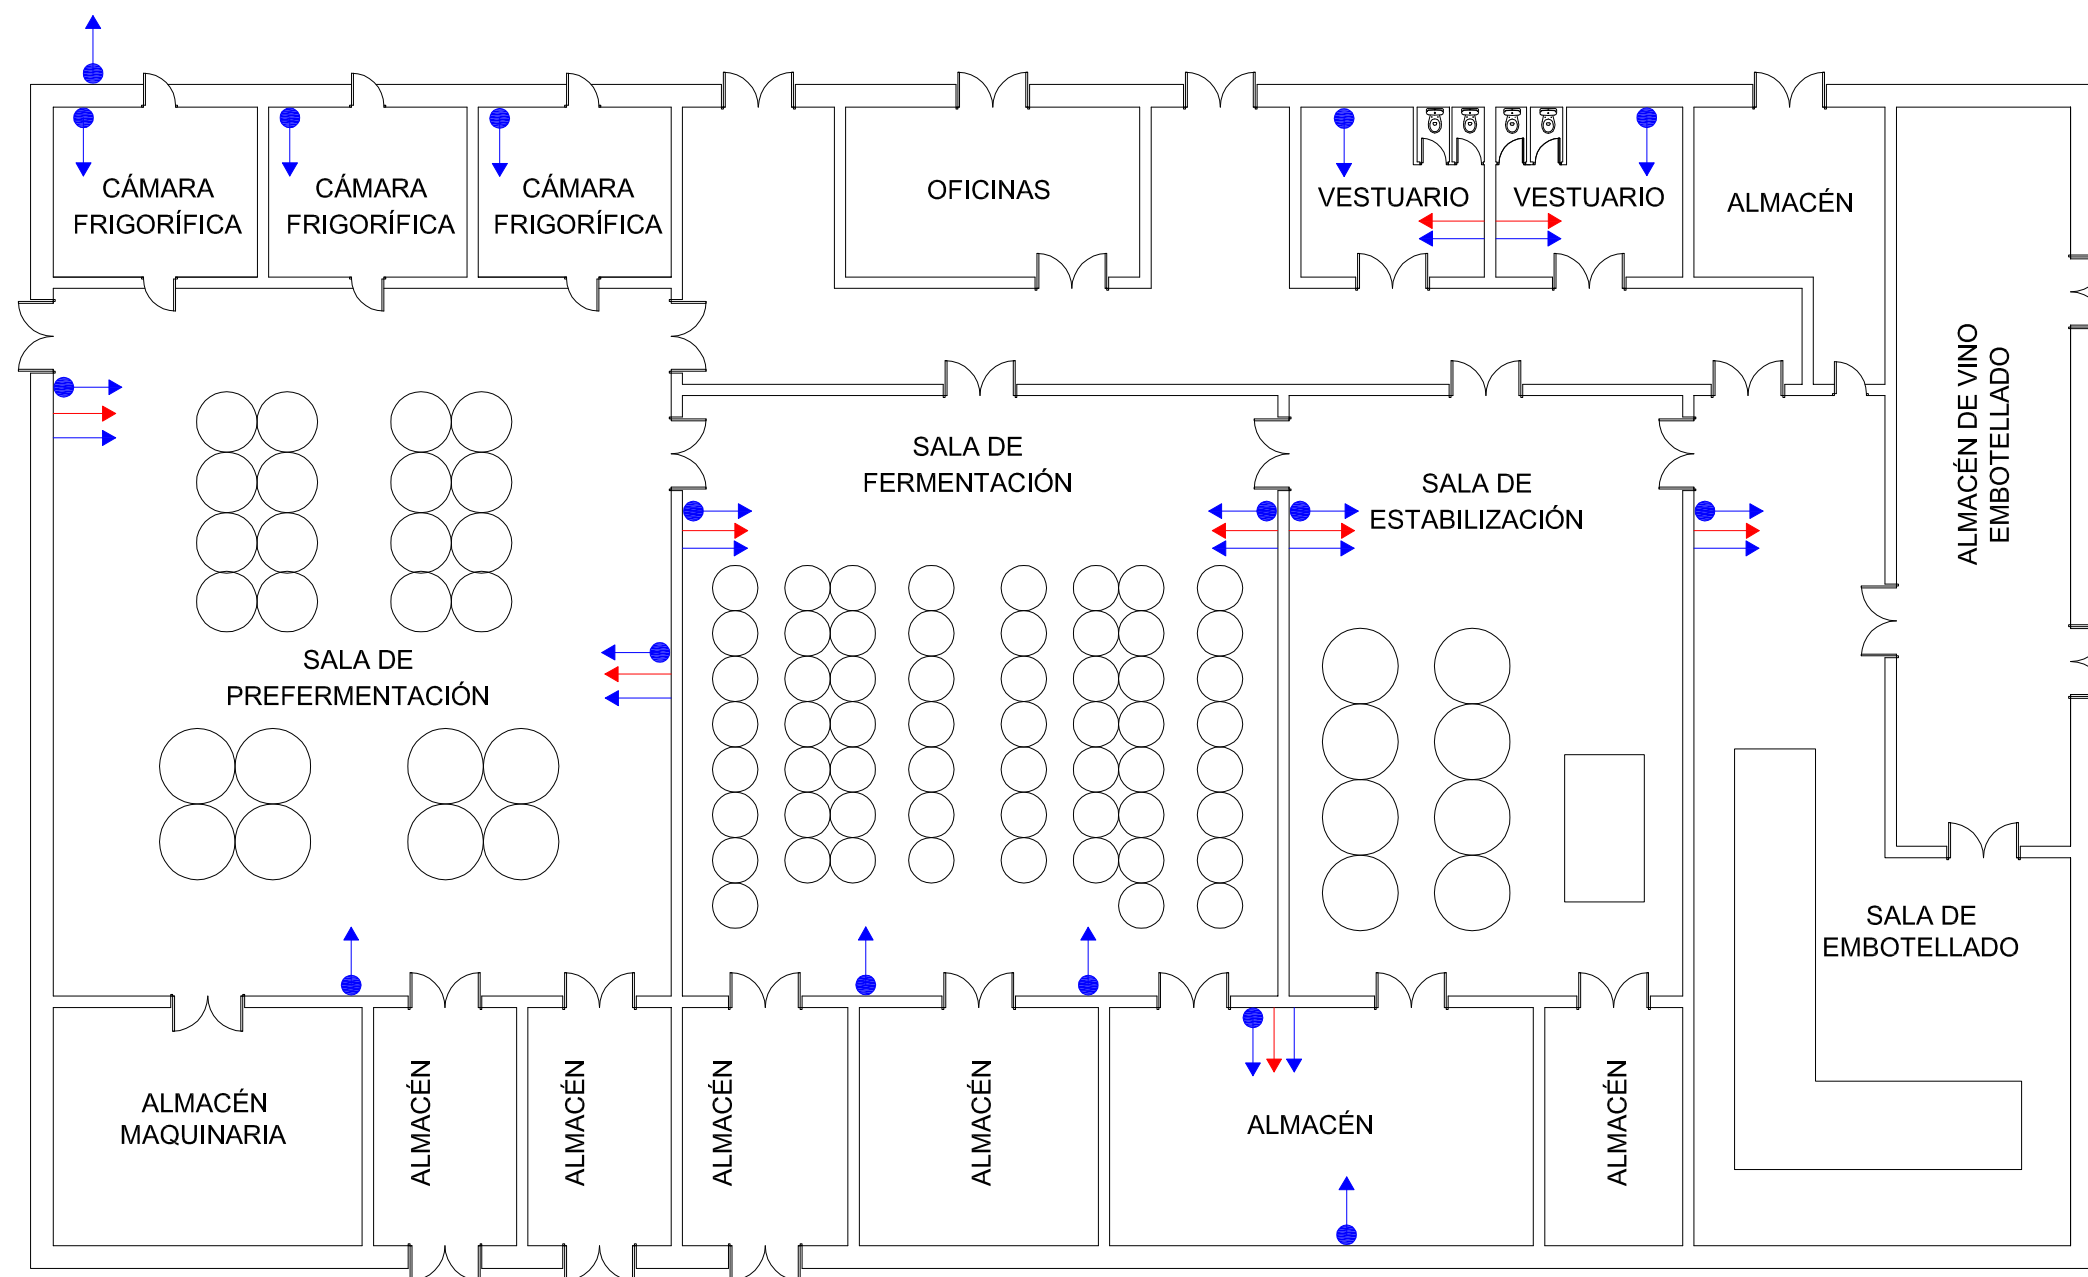 CÁMARA
FRIGORÍFICA
CÁMARA
FRIGORÍFICA
CÁMARA
FRIGORÍFICA
OFICINAS
VESTUARIO
VESTUARIO
ALMACÉN
ALMACÉN DE VINO
EMBOTELLADO
SALA DE
FERMENTACIÓN
SALA DE
ESTABILIZACIÓN
SALA DE
PREFERMENTACIÓN
SALA DE
EMBOTELLADO
ALMACÉN
MAQUINARIA
ALMACÉN
ALMACÉN
ALMACÉN
ALMACÉN
ALMACÉN
ALMACÉN